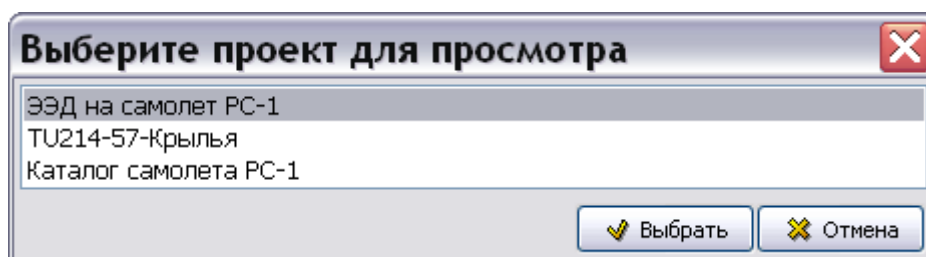 Выберите проект для просмотра
ЭЭД на самолет РС-1
TU214-57-Крылья
Каталог самолета РС-1
Выбрать
Отмена